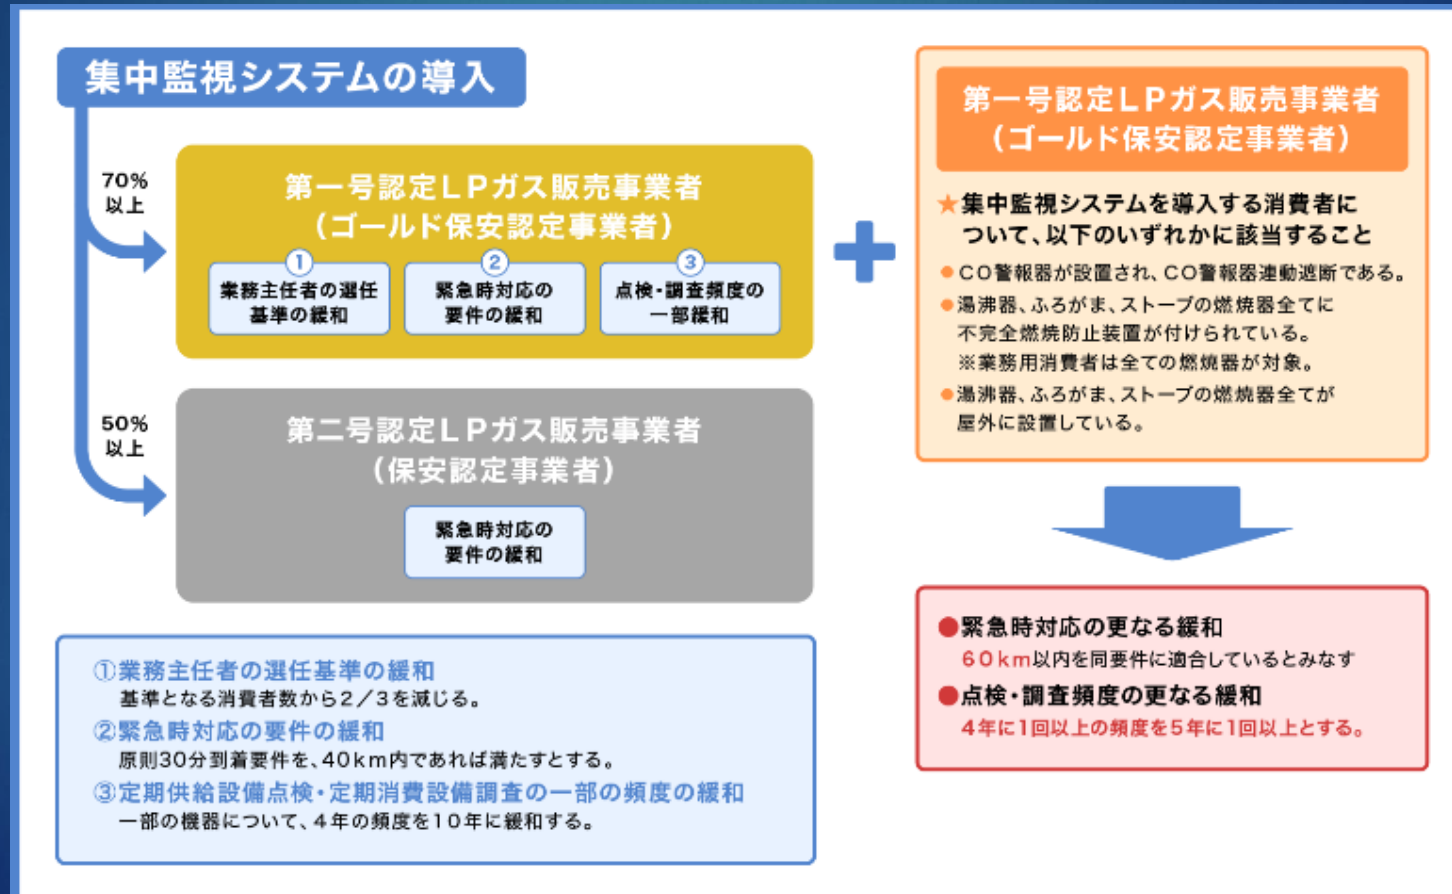 集中監視システムの導入
70%
以上
第一号認定LPガス販売事業者
（ゴールド保安認定事業者）
①
業務主任者の選任
基準の緩和
②
緊急時対応の
要件の緩和
③
点検・調査頻度の
一部緩和
50%
以上
第二号認定LPガス販売事業者
（保安認定事業者）
緊急時対応の
要件の緩和
①業務主任者の選任基準の緩和
基準となる消費者数から2／3を減じる。
②緊急時対応の要件の緩和
原則30分到着要件を、40km内であれば満たすとする。
③定期供給設備点検・定期消費設備調査の一部の頻度の緩和
一部の機器について、4年の頻度を10年に緩和する。
第一号認定LPガス販売事業者
（ゴールド保安認定事業者）
★集中監視システムを導入する消費者に
ついて、以下のいずれかに該当すること
●CO警報器が設置され、CO警報器連動遮断である。
●湯沸器、ふろがま、ストーブの燃焼器全てに
不完全燃焼防止装置が付けられている。
※業務用消費者は全ての燃焼器が対象。
●湯沸器、ふろがま、ストーブの燃焼器全てが
屋外に設置している。
●緊急時対応の更なる緩和
60km以内を同要件に適合しているとみなす
●点検・調査頻度の更なる緩和
4年に1回以上の頻度を5年に1回以上とする。